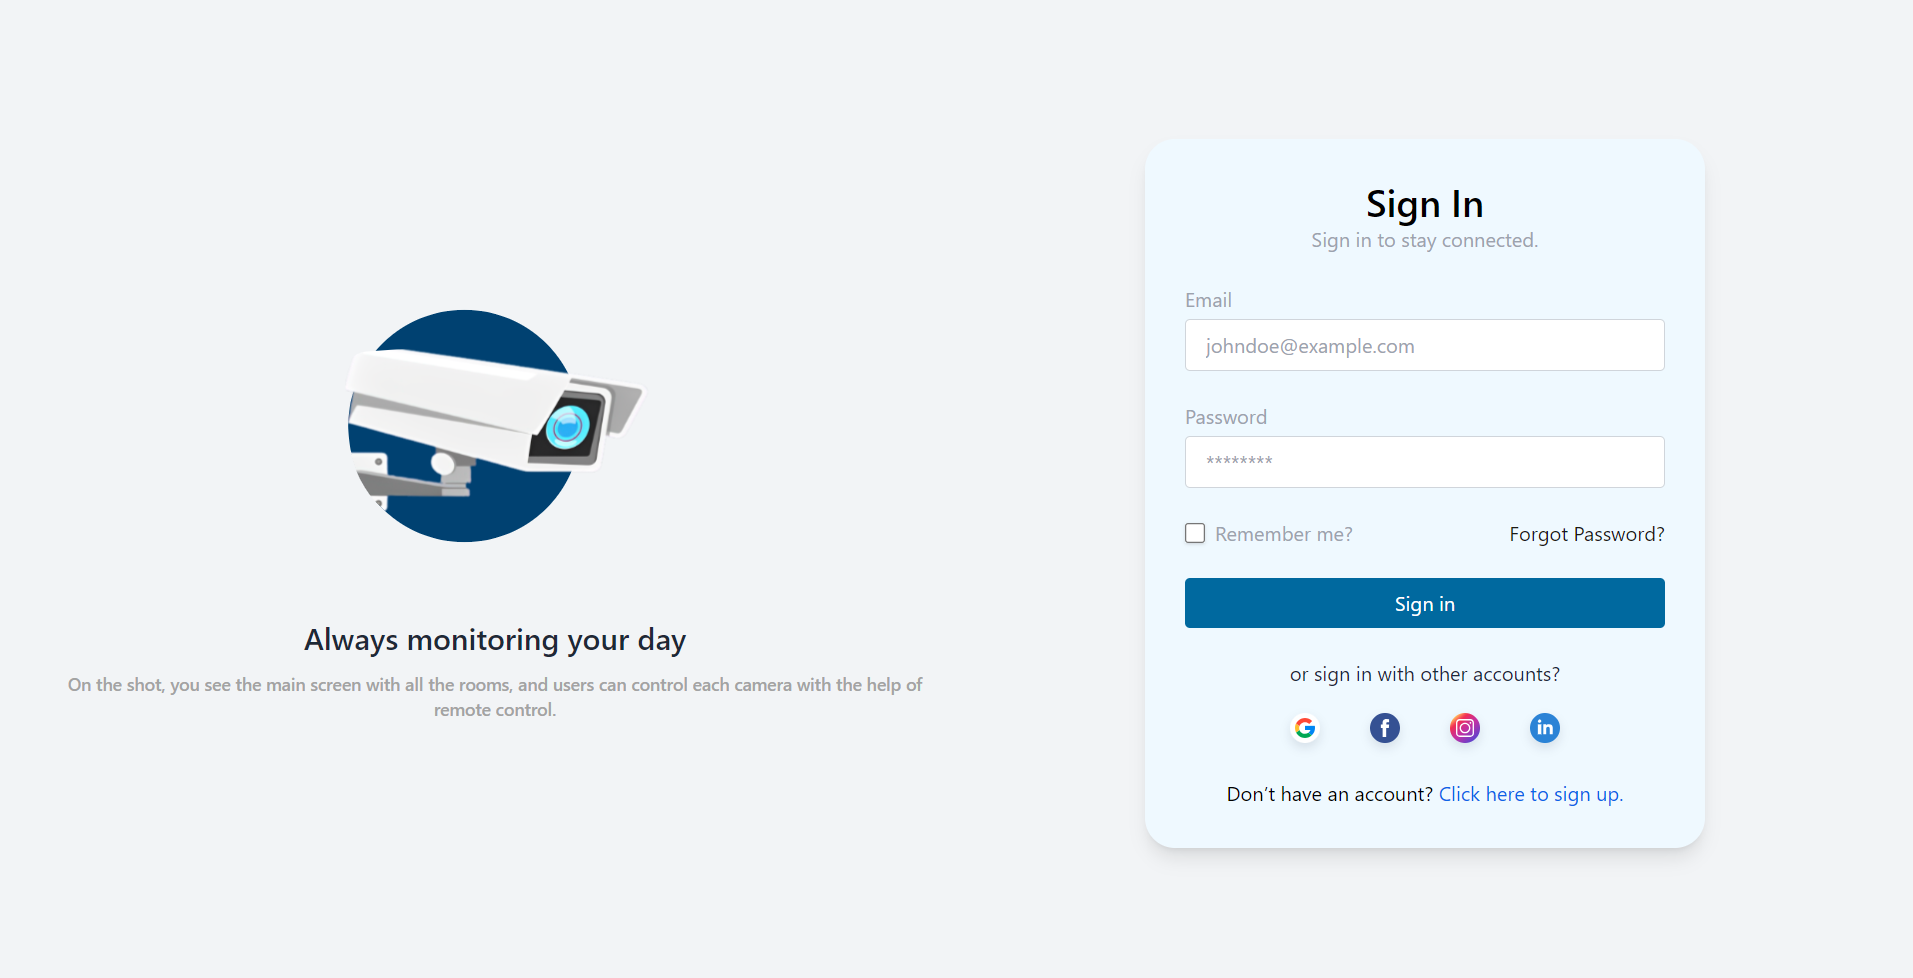 Always monitoring your day
On the shot, you see the main screen with all the rooms, and users can control each camera with the help of
remote control.
Sign In
Sign in to stay connected.
Email
johndoe@example.com
Password
********
Remember me?
Forgot Password?
Sign in
or sign in with other accounts?
G
f
in
Don’t have an account? Click here to sign up.